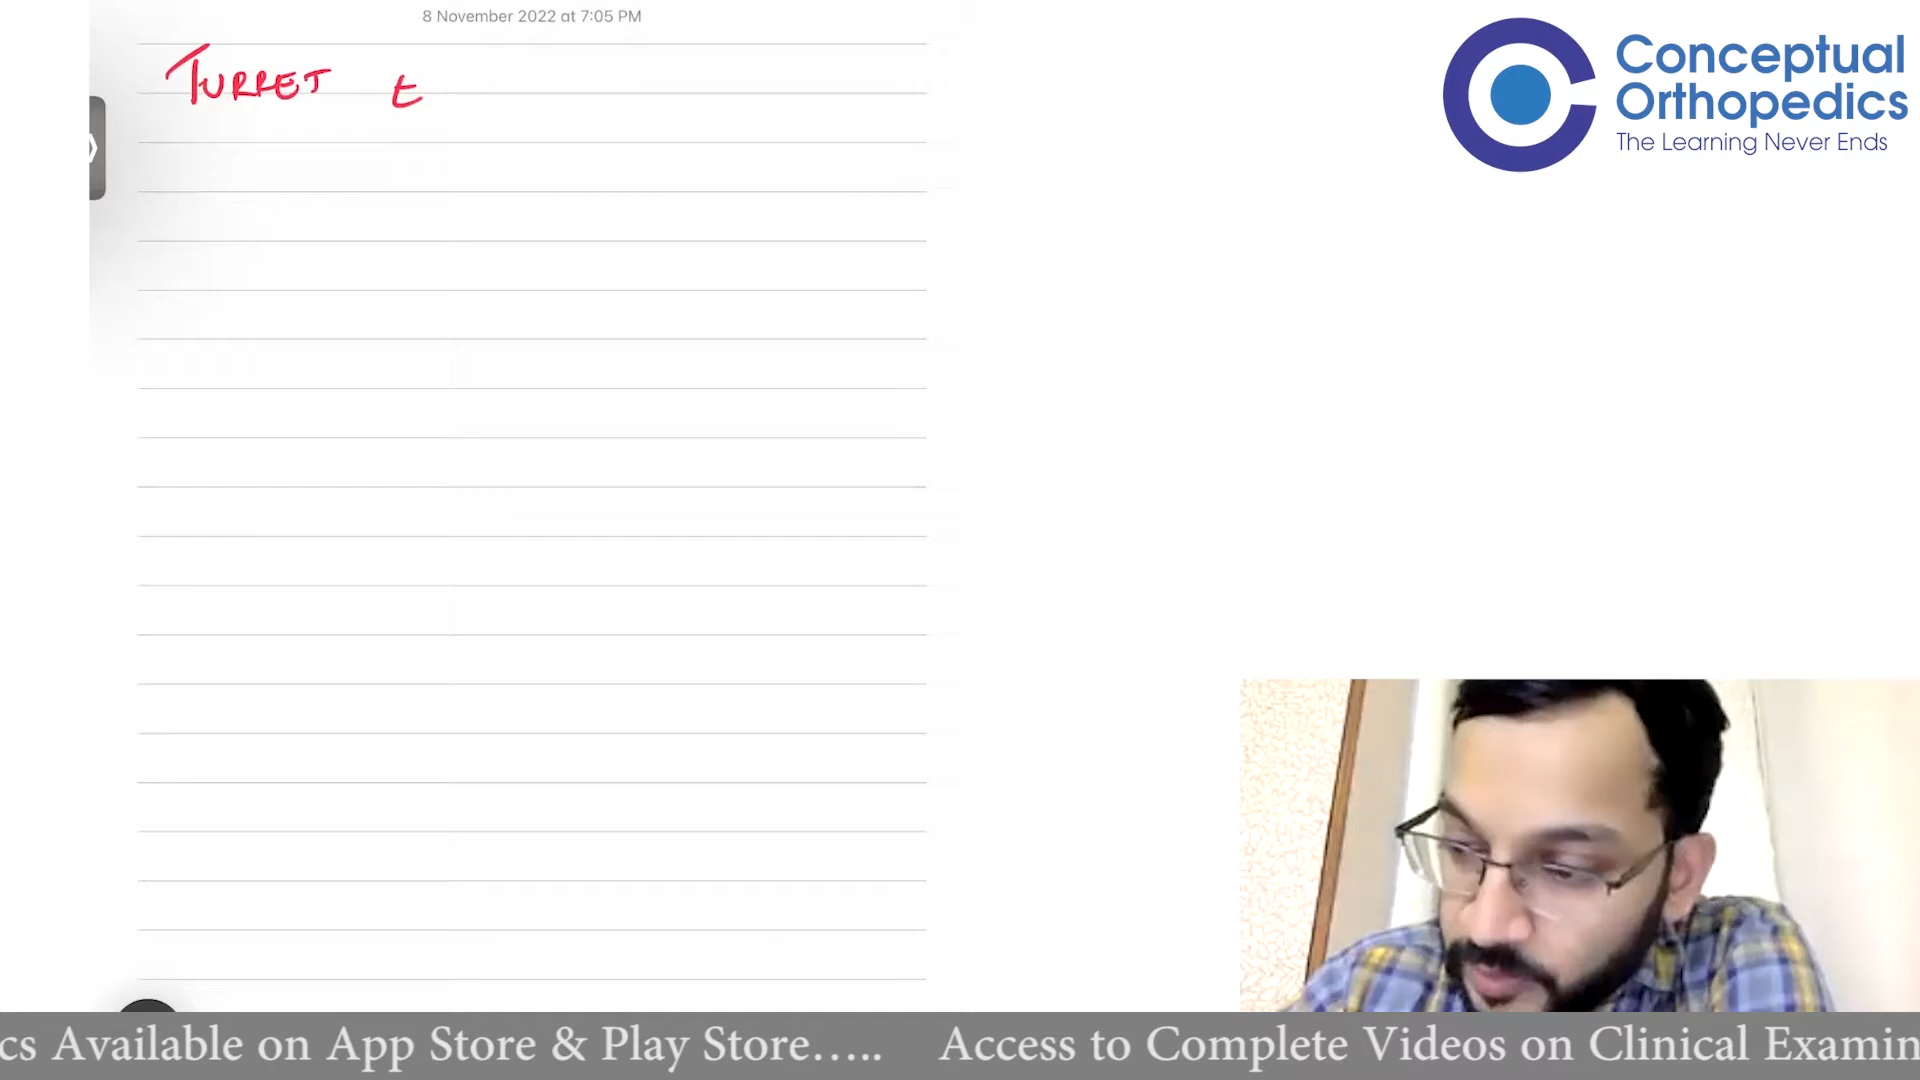 8 November 2022 at 7:05 PM
TURRET t
Conceptual
Orthopedics
The Learning Never Ends
cs Available on App Store & Play Store..... Access to Complete Videos on Clinical Examin